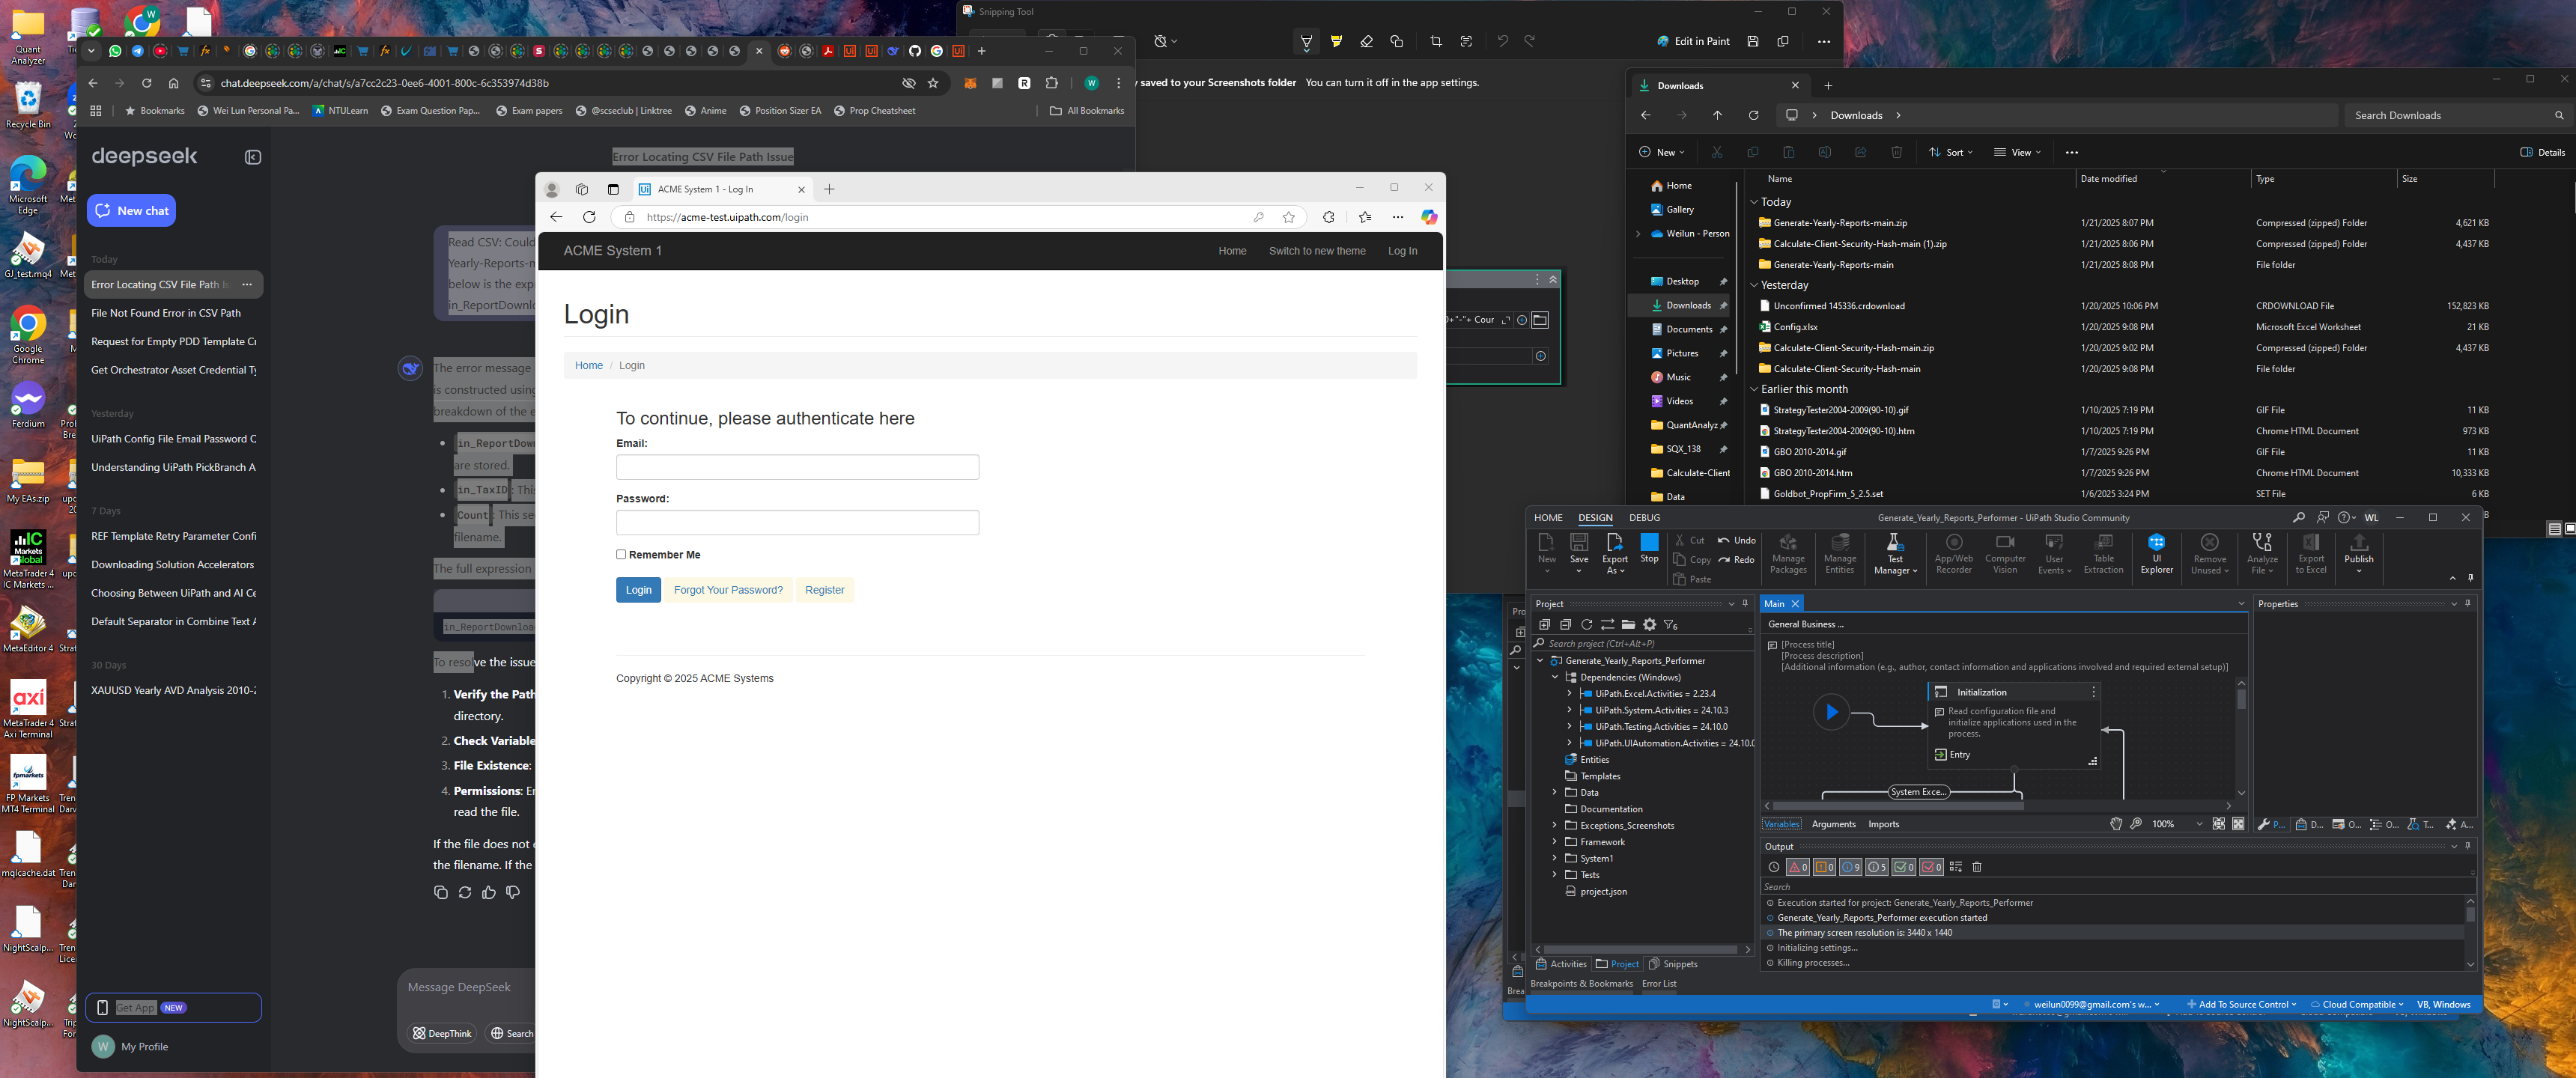 Quant
Analyzer
Recycle Bin
Microsoft
Edge
GJ_test.mq4
Google
Chrome
Ferdium
My EAs.zip
MetaTrader 4
IC Markets ...
MetaEditor 4
MetaTrader 4
Axi Terminal
FP Markets
MT4 Terminal
mqlcache.dat
NightScalp...
NightScalp...
chat.deepseek.com/a/chat/s/a7cc2c23-0ee6-4001-800c-6c353974d38b
Bookmarks
Wei Lun Personal Pa...
NTULearn
Exam Question Pap...
Exam papers
@scseclub | Linktree
Anime
Position Sizer EA
Prop Cheatsheet
All Bookmarks
deepseek
New chat
Today
Error Locating CSV File Path Is
File Not Found Error in CSV Path
Request for Empty PDD Template Cr
Get Orchestrator Asset Credential Ty
Yesterday
UiPath Config File Email Password C
Understanding UiPath PickBranch A
7 Days
REF Template Retry Parameter Confi
Downloading Solution Accelerators
Choosing Between UiPath and AI Ce
Default Separator in Combine Text A
30 Days
XAUUSD Yearly AVD Analysis 2010-2
Get App NEW
W My Profile
Error Locating CSV File Path Issue
Read CSV: Could
Yearly-Reports-m
below is the exp
in_ReportDownlo
The error message
is constructed using
breakdown of the e
in_ReportDow
are stored.
in_TaxID: This
Count: This se
filename.
The full expression
in_ReportDownload
To resolve the issue
1. Verify the Path
directory.
2. Check Variable
3. File Existence:
4. Permissions: En
read the file.
If the file does not e
the filename. If the
Message DeepSeek
DeepThink
Search
ACME System 1 - Log In
https://acme-test.uipath.com/login
ACME System 1
Home
Switch to new theme
Log In
Login
Home / Login
To continue, please authenticate here
Email:
Password:
Remember Me
Login
Forgot Your Password?
Register
Copyright © 2025 ACME Systems
Snipping Tool
Edit in Paint
saved to your Screenshots folder You can turn it off in the app settings.
+"-"+ Cour
Downloads
Downloads
Search Downloads
New
Sort
View
Details
Home
Gallery
Weilun - Person
Desktop
Downloads
Documents
Pictures
Music
Videos
QuantAnalyz
SQX_138
Calculate-Client
Data
Name Date modified Type Size
Today
Generate-Yearly-Reports-main.zip 1/21/2025 8:07 PM Compressed (zipped) Folder 4,621 KB
Calculate-Client-Security-Hash-main (1).zip 1/21/2025 8:06 PM Compressed (zipped) Folder 4,437 KB
Generate-Yearly-Reports-main 1/21/2025 8:08 PM File folder
Yesterday
Unconfirmed 145336.crdownload 1/20/2025 10:06 PM CRDOWNLOAD File 152,823 KB
Config.xlsx 1/20/2025 9:08 PM Microsoft Excel Worksheet 21 KB
Calculate-Client-Security-Hash-main.zip 1/20/2025 9:02 PM Compressed (zipped) Folder 4,437 KB
Calculate-Client-Security-Hash-main 1/20/2025 9:08 PM File folder
Earlier this month
StrategyTester2004-2009(90-10).gif 1/10/2025 7:19 PM GIF File 11 KB
StrategyTester2004-2009(90-10).htm 1/10/2025 7:19 PM Chrome HTML Document 973 KB
GBO 2010-2014.gif 1/7/2025 9:26 PM GIF File 11 KB
GBO 2010-2014.htm 1/7/2025 9:26 PM Chrome HTML Document 10,333 KB
Goldbot_PropFirm_5_2.5.set 1/6/2025 3:24 PM SET File 6 KB
HOME DESIGN DEBUG
Generate_Yearly_Reports_Performer - UiPath Studio Community
WL
New
Save
Export
As
Stop
Cut
Copy
Paste
Undo
Redo
Manage
Packages
Manage
Entities
Test
Manager
App/Web
Recorder
Computer
Vision
User
Events
Table
Extraction
UI
Explorer
Remove
Unused
Analyze
File
Export
to Excel
Publish
Project
Search project (Ctrl+Alt+P)
Generate_Yearly_Reports_Performer
Dependencies (Windows)
UiPath.Excel.Activities = 2.23.4
UiPath.System.Activities = 24.10.3
UiPath.Testing.Activities = 24.10.0
UiPath.UIAutomation.Activities = 24.10.0
Entities
Templates
Data
Documentation
Exceptions_Screenshots
Framework
System1
Tests
project.json
Activities
Project
Snippets
Breakpoints & Bookmarks Error List
Main
General Business ...
[Process title]
[Process description]
[Additional information (e.g., author, contact information and applications involved and required external setup)]
Initialization
Read configuration file and
initialize applications used in the
process.
Entry
System Exce...
Variables Arguments Imports
100%
Properties
P... D... O... O... T... A...
Output
0 0 9 5 0 0
Search
Execution started for project: Generate_Yearly_Reports_Performer
Generate_Yearly_Reports_Performer execution started
The primary screen resolution is: 3440 x 1440
Initializing settings...
Killing processes...
weilun0099@gmail.com's w...
Add To Source Control
Cloud Compatible
VB, Windows